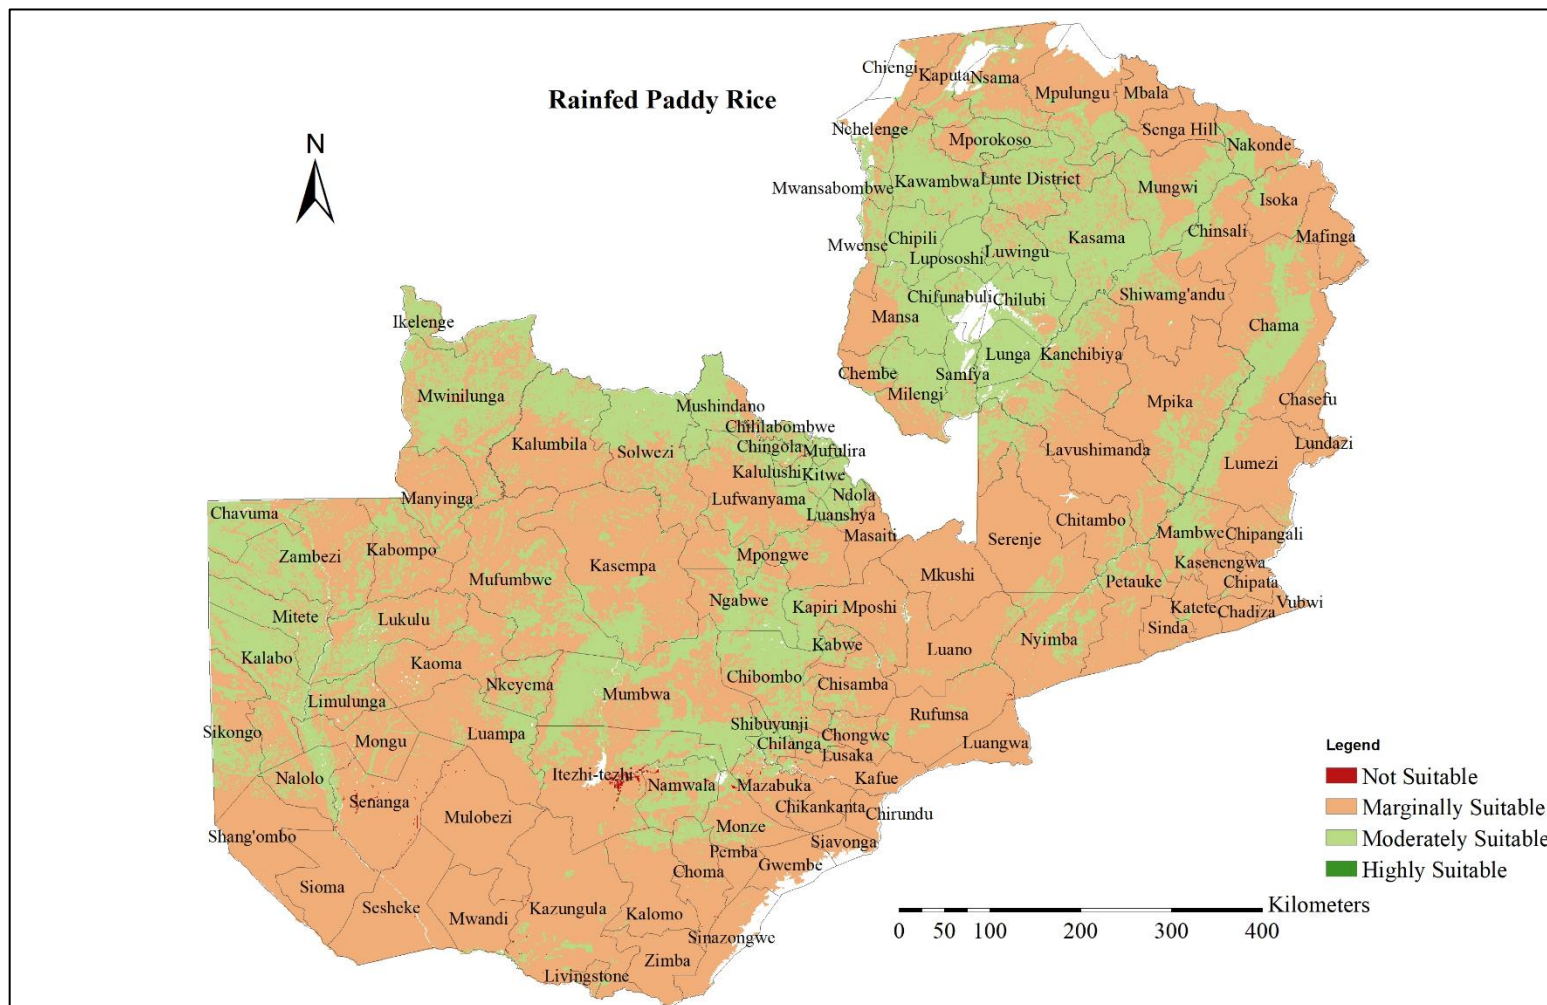 Rainfed Paddy Rice
N
Chiengi
Kaputa
Nsama
Mpulungu
Mbala
Nchelenge
Mporokoso
Senga Hill
Nakonde
Mwansabombwe
Kawambwa
Lunte District
Mungwi
Isoka
Mwense
Chipili
Lupososhi
Luwingu
Kasama
Chinsali
Mafinga
Chifunabuli
Chilubi
Shiwamg'andu
Mansa
Chama
Ikelenge
Lunga
Kanchibiya
Chembe
Samfya
Milengi
Mpika
Chasefu
Mwinilunga
Mushindano
Chililabombwe
Kalumbila
Solwezi
Chingola
Mufulira
Lavushimanda
Lundazi
Lumezi
Kalulushi
Kitwe
Manyinga
Lufwanyama
Ndola
Luanshya
Chavuma
Masaiti
Serenje
Chitambo
Mambwe
Chipangali
Zambezi
Kabompo
Kasempa
Mpongwe
Kasenengwa
Mufumbwe
Mkushi
Petauke
Chipata
Mitete
Lukulu
Ngabwe
Kapiri Mposhi
Katete
Chadiza
Vubwi
Sinda
Kalabo
Kaoma
Kabwe
Luano
Nyimba
Nkeyema
Mumbwa
Chibombo
Chisamba
Limulunga
Sikongo
Mongu
Luampa
Shibuyunji
Chongwe
Rufunsa
Chilanga
Lusaka
Luangwa
Nalolo
Itezhi-tezhi
Namwala
Mazabuka
Kafue
Senanga
Mulobezi
Chikankanta
Chirundu
Shang'ombo
Monze
Siavonga
Pemba
Gwembe
Choma
Sioma
Sesheke
Mwandi
Kazungula
Kalomo
Sinazongwe
Zimba
Livingstone
Legend
Not Suitable
Marginally Suitable
Moderately Suitable
Highly Suitable
Kilometers
0 50 100 200 300 400